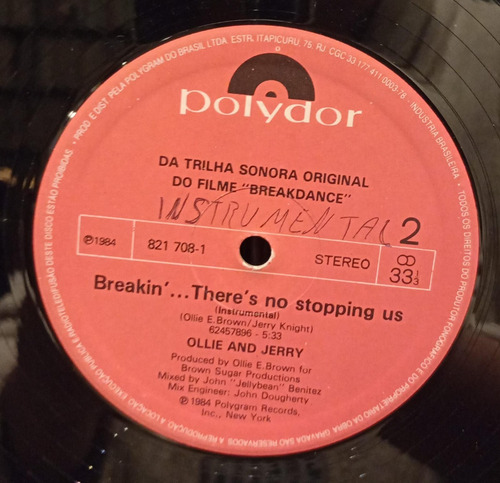 PROD. E DIST. PELA POLYGRAM DO BRASIL LTDA. ESTR. ITAPICURU, 75, RJ CGC 33 177 411 0003-78 • INDÚSTRIA BRASILEIRA • TODOS OS DIREITOS DO PRODUTOR FONOGRÁFICO E DO PROPRIETÁRIO DA OBRA GRAVADA SÃO RESERVADOS. A REPRODUÇÃO, A LOCAÇÃO, EXECUÇÃO PÚBLICA E RADIOTELEDIFUSÃO DESTE DISCO ESTÃO PROIBIDAS.
polydor
DA TRILHA SONORA ORIGINAL
DO FILME "BREAKDANCE"
INSTRUMENTAL 2
℗ 1984 821 708-1 STEREO 33 1/3
Breakin'...There's no stopping us
(Instrumental)
(Ollie E.Brown/Jerry Knight)
62457896 - 5:33
OLLIE AND JERRY
Produced by Ollie E.Brown for
Brown Sugar Productions
Mixed by John "Jellybean" Benitez
Mix Engineer: John Dougherty
℗ 1984 Polygram Records,
Inc., New York